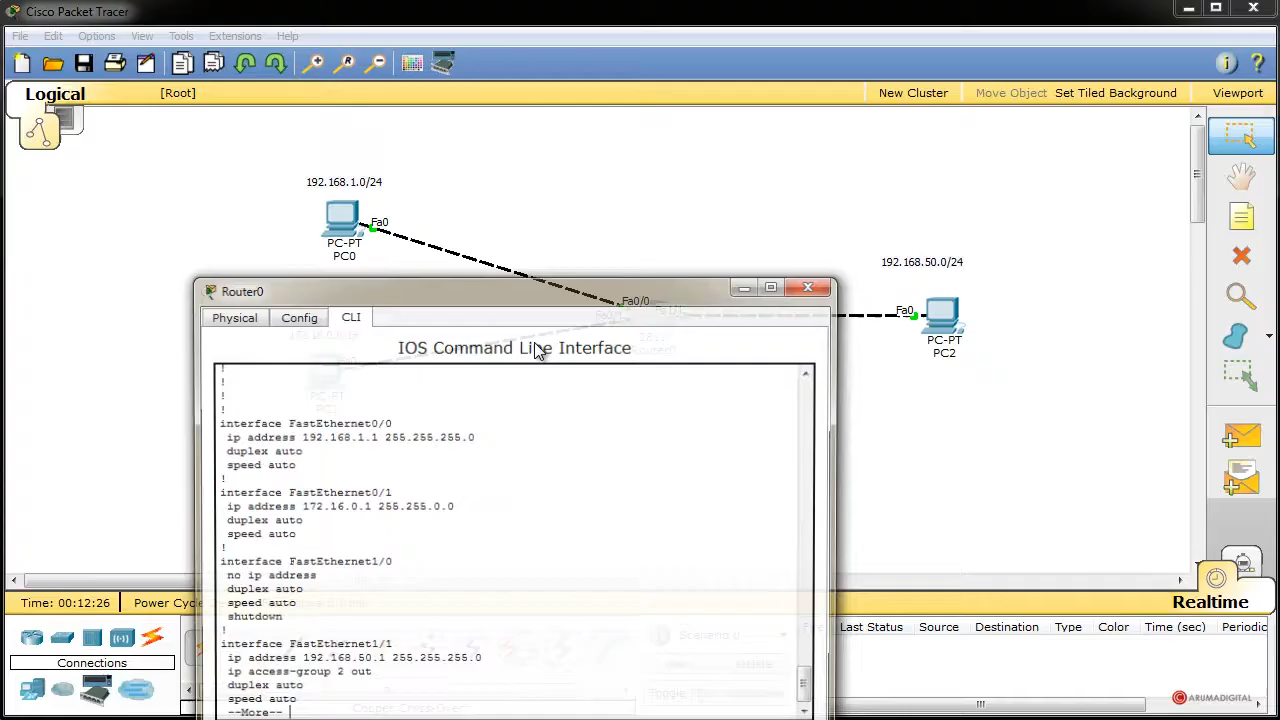 Cisco Packet Tracer
File Edit Options View Tools Extensions Help
Logical [Root] New Cluster Move Object Set Tiled Background Viewport
192.168.1.0/24
Fa0
PC-PT
PC0
192.168.50.0/24
Fa0/0
Fa0
PC-PT
PC2
Router0
Physical Config CLI
IOS Command Line Interface
!
!
!
!
interface FastEthernet0/0
ip address 192.168.1.1 255.255.255.0
duplex auto
speed auto
!
interface FastEthernet0/1
ip address 172.16.0.1 255.255.0.0
duplex auto
speed auto
!
interface FastEthernet1/0
no ip address
duplex auto
speed auto
shutdown
!
interface FastEthernet1/1
ip address 192.168.50.1 255.255.255.0
ip access-group 2 out
duplex auto
speed auto
--More--
Time: 00:12:26 Power Cyc
Realtime
Connections
Last Status Source Destination Type Color Time (sec) Periodic
ARUMADIGITAL